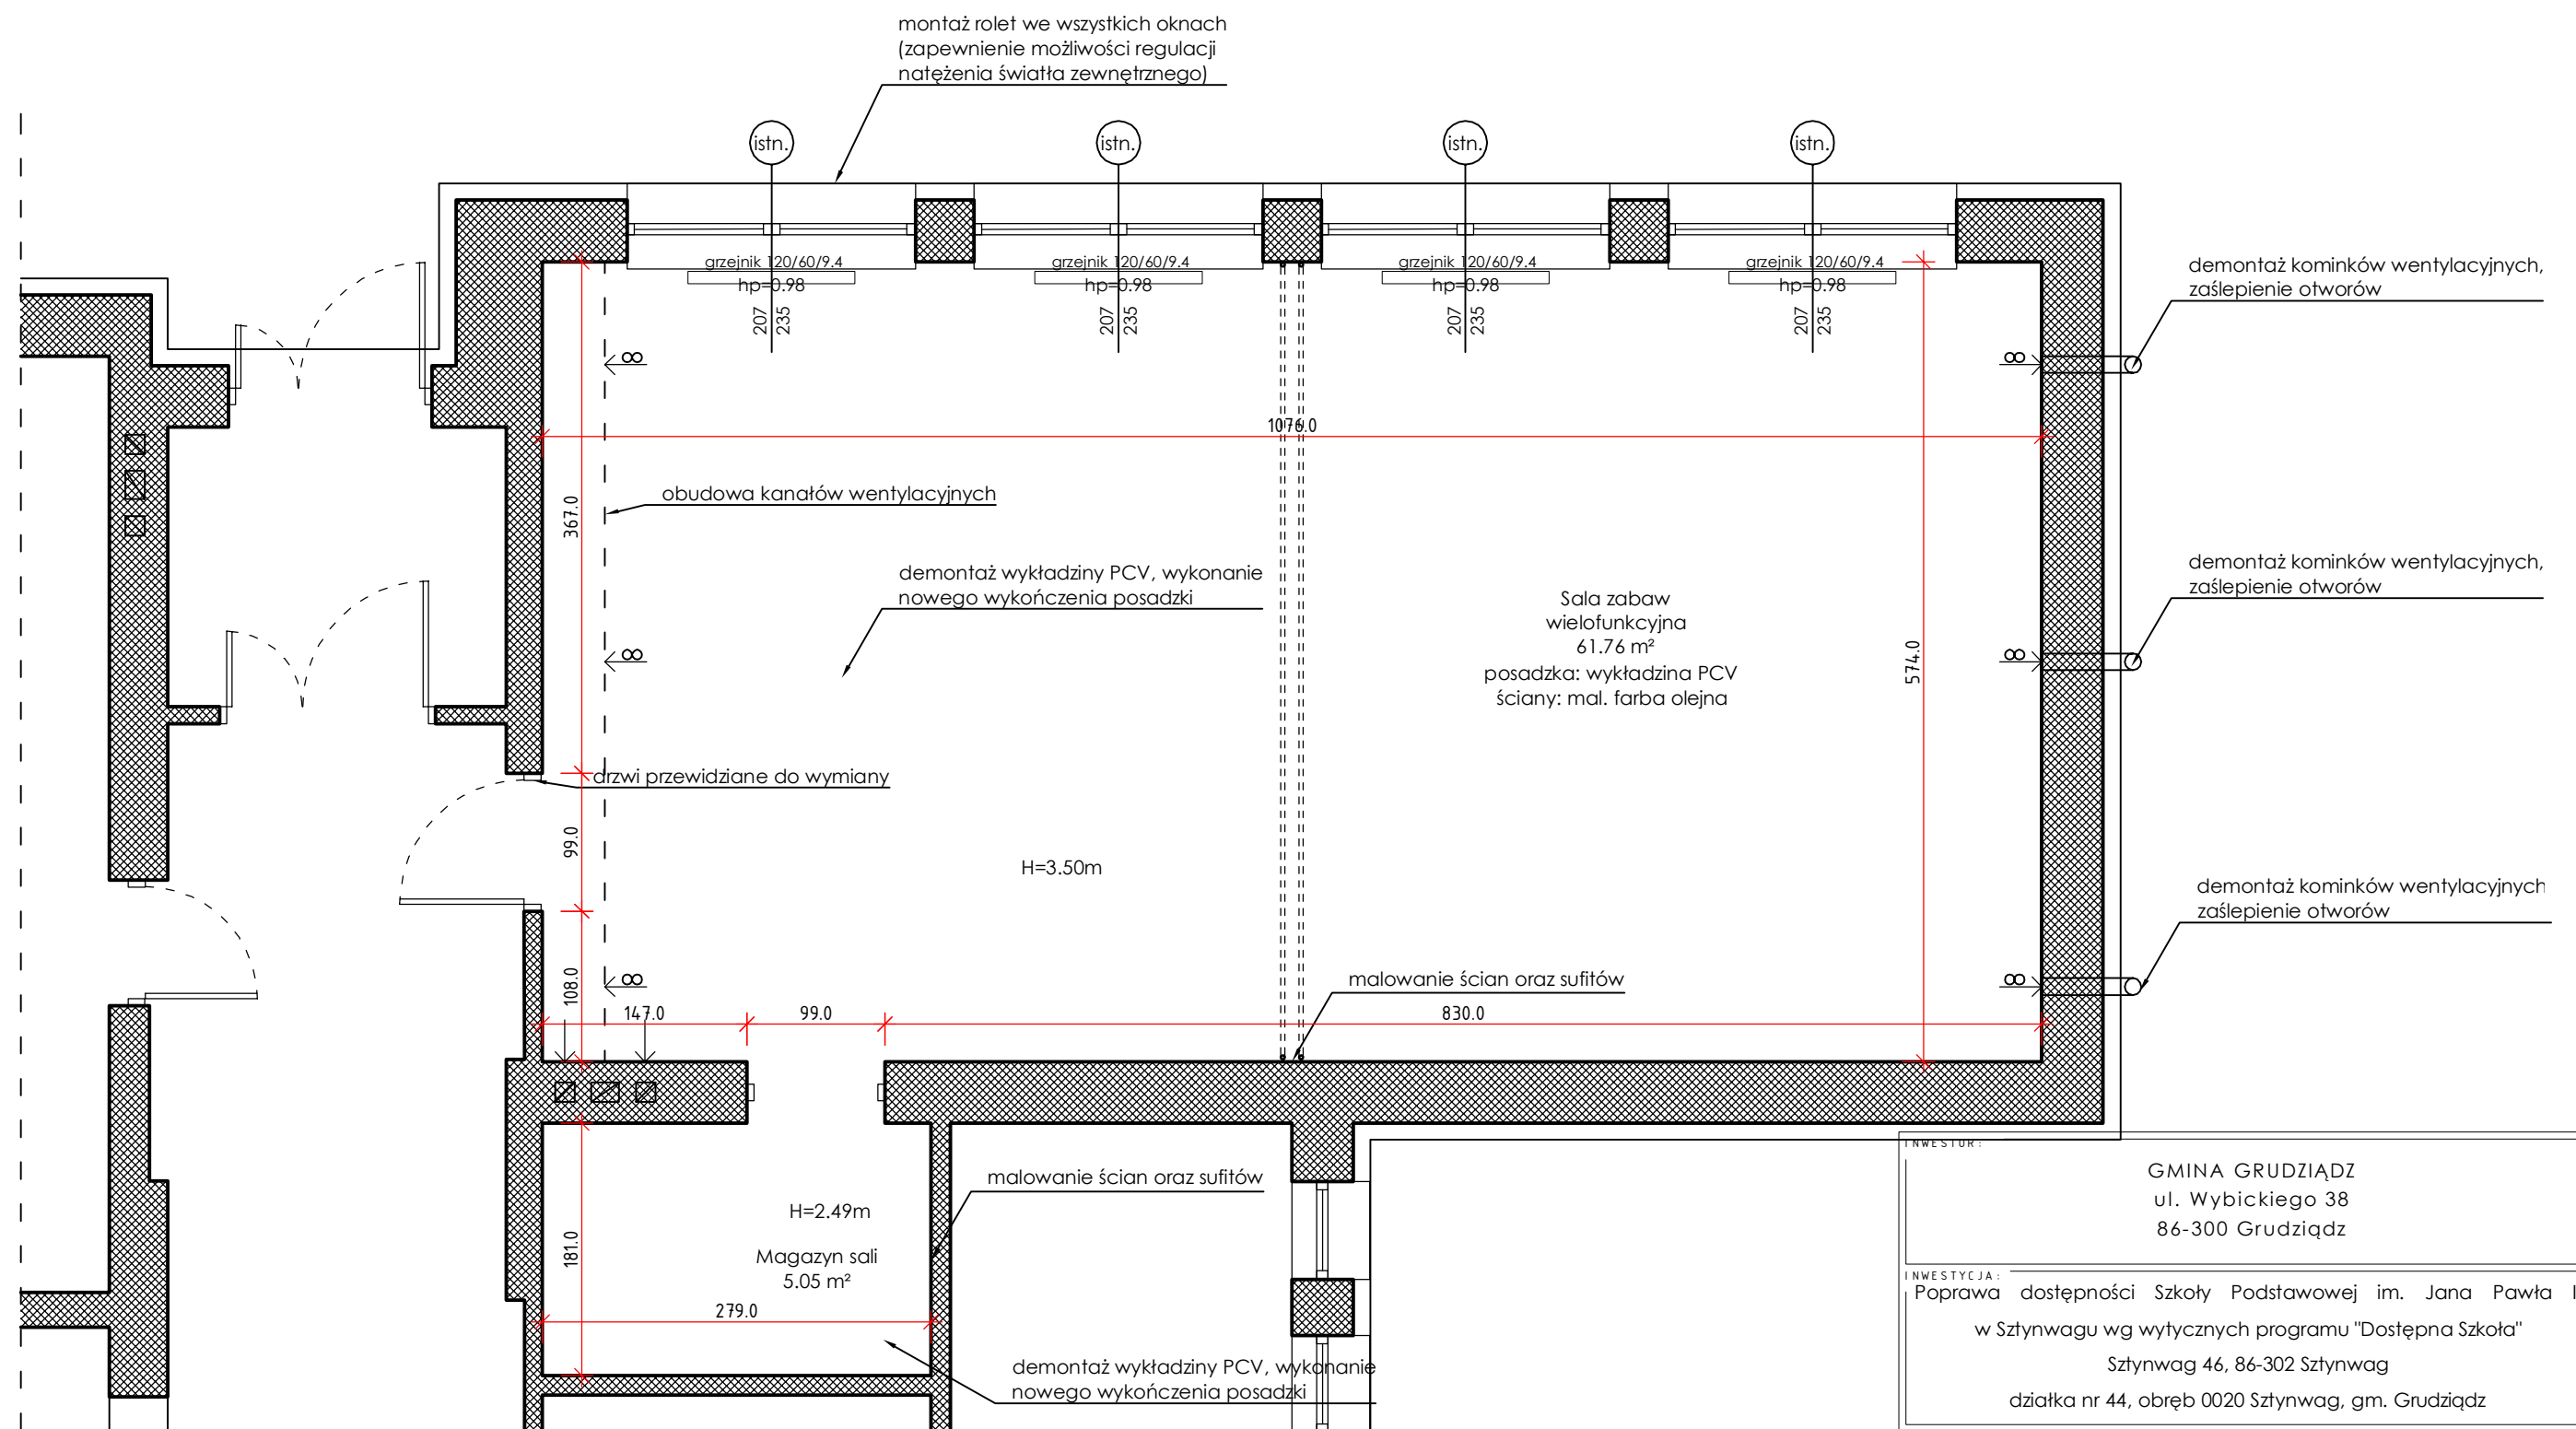 montaż rolet we wszystkich oknach
(zapewnienie możliwości regulacji
natężenia światła zewnętrznego)
istn.
istn.
istn.
istn.
grzejnik 120/60/9.4
hp=0.98
207
235
grzejnik 120/60/9.4
hp=0.98
207
235
grzejnik 120/60/9.4
hp=0.98
207
235
grzejnik 120/60/9.4
hp=0.98
207
235
demontaż kominków wentylacyjnych,
zaślepienie otworów
8
8
1076.0
obudowa kanałów wentylacyjnych
367.0
demontaż wykładziny PCV, wykonanie
nowego wykończenia posadzki
demontaż kominków wentylacyjnych,
zaślepienie otworów
Sala zabaw
wielofunkcyjna
61.76 m²
posadzka: wykładzina PCV
ściany: mal. farba olejna
574.0
8
8
drzwi przewidziane do wymiany
99.0
H=3.50m
demontaż kominków wentylacyjnych
zaślepienie otworów
108.0
8
8
malowanie ścian oraz sufitów
147.0
99.0
830.0
malowanie ścian oraz sufitów
H=2.49m
Magazyn sali
5.05 m²
181.0
279.0
demontaż wykładziny PCV, wykonanie
nowego wykończenia posadzki
INWESTOR:
GMINA GRUDZIĄDZ
ul. Wybickiego 38
86-300 Grudziądz
INWESTYCJA:
Poprawa dostępności Szkoły Podstawowej im. Jana Pawła I
w Sztynwagu wg wytycznych programu "Dostępna Szkoła"
Sztynwag 46, 86-302 Sztynwag
działka nr 44, obręb 0020 Sztynwag, gm. Grudziądz